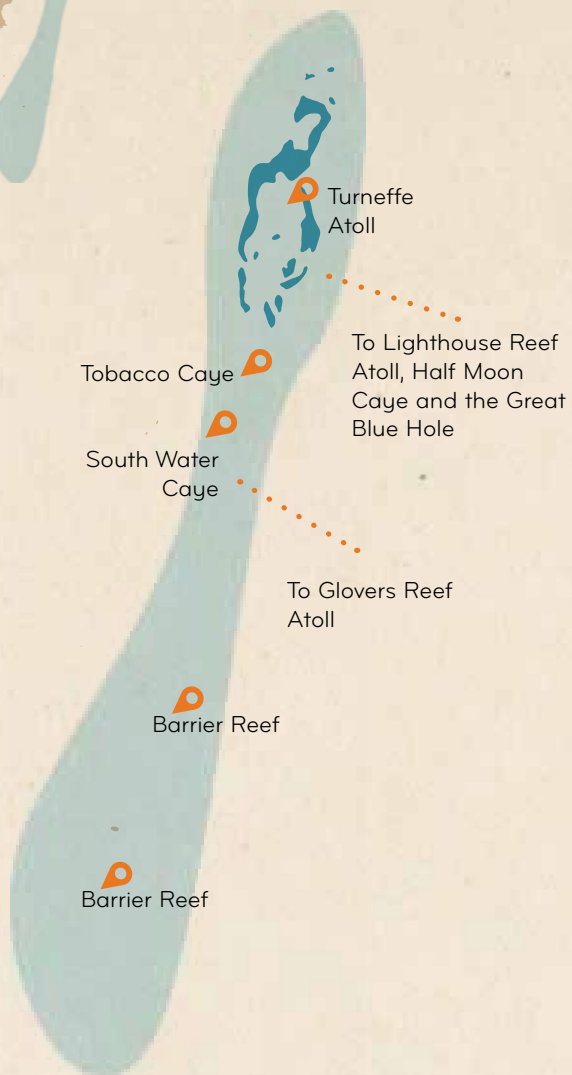 Turneffe
Atoll
To Lighthouse Reef
Atoll, Half Moon
Caye and the Great
Blue Hole
Tobacco Caye
South Water
Caye
To Glovers Reef
Atoll
Barrier Reef
Barrier Reef